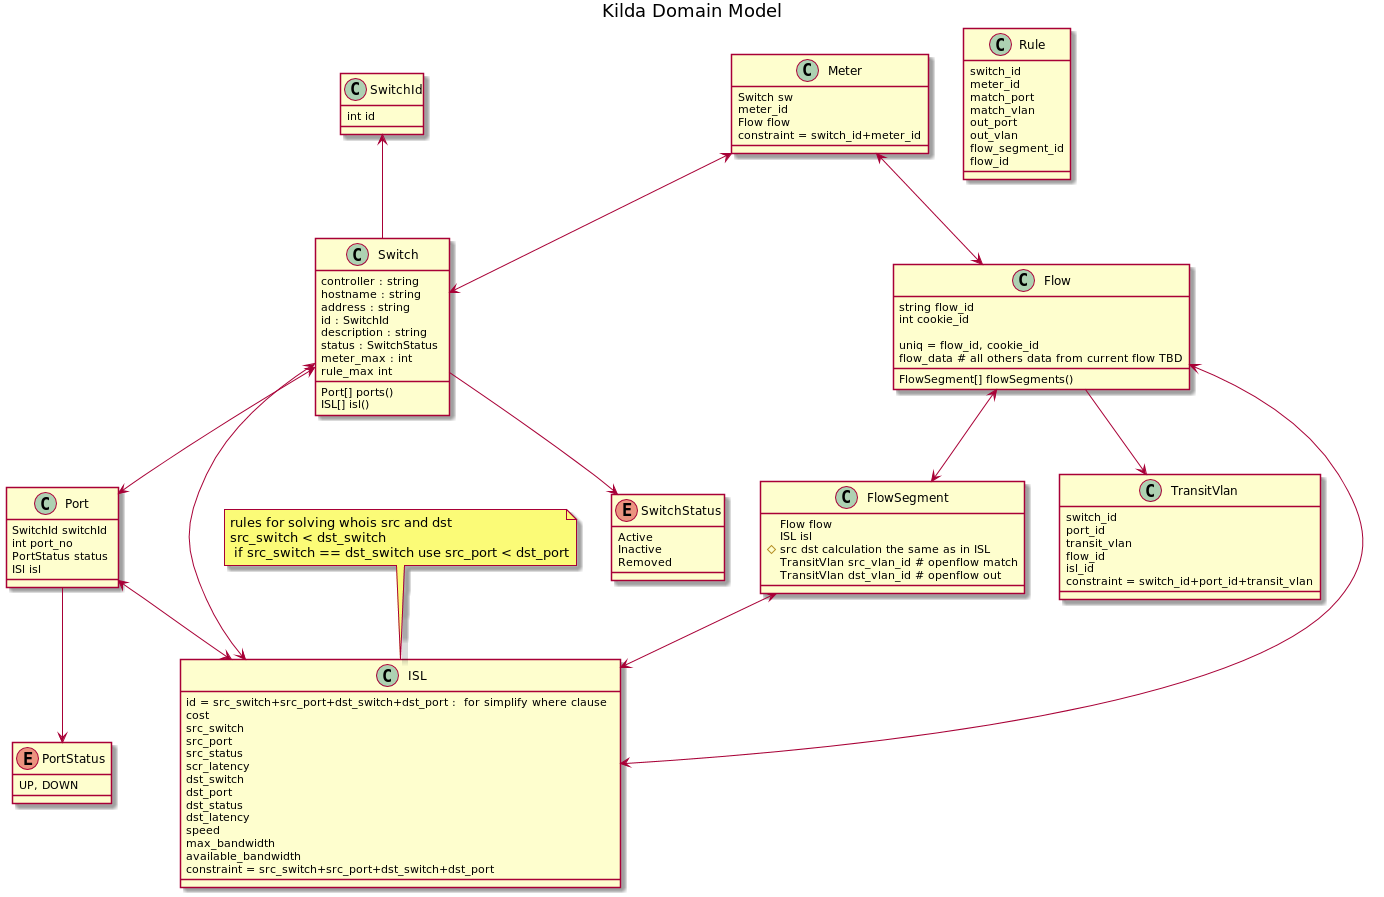 Kilda Domain Model
C Rule
switch_id
meter_id
match_port
match_vlan
out_port
out_vlan
flow_segment_id
flow_id
C Meter
Switch sw
meter_id
Flow flow
constraint = switch_id+meter_id
C SwitchId
int id
C Switch
controller : string
hostname : string
address : string
id : SwitchId
description : string
status : SwitchStatus
meter_max : int
rule_max int
Port[] ports()
ISL[] isl()
C Flow
string flow_id
int cookie_id
uniq = flow_id, cookie_id
flow_data # all others data from current flow TBD
FlowSegment[] flowSegments()
C Port
SwitchId switchId
int port_no
PortStatus status
ISl isl
rules for solving whois src and dst
src_switch < dst_switch
if src_switch == dst_switch use src_port < dst_port
E SwitchStatus
Active
Inactive
Removed
C FlowSegment
Flow flow
ISL isl
src dst calculation the same as in ISL
TransitVlan src_vlan_id # openflow match
TransitVlan dst_vlan_id # openflow out
C TransitVlan
switch_id
port_id
transit_vlan
flow_id
isl_id
constraint = switch_id+port_id+transit_vlan
E PortStatus
UP, DOWN
C ISL
id = src_switch+src_port+dst_switch+dst_port :  for simplify where clause
cost
src_switch
src_port
src_status
scr_latency
dst_switch
dst_port
dst_status
dst_latency
speed
max_bandwidth
available_bandwidth
constraint = src_switch+src_port+dst_switch+dst_port